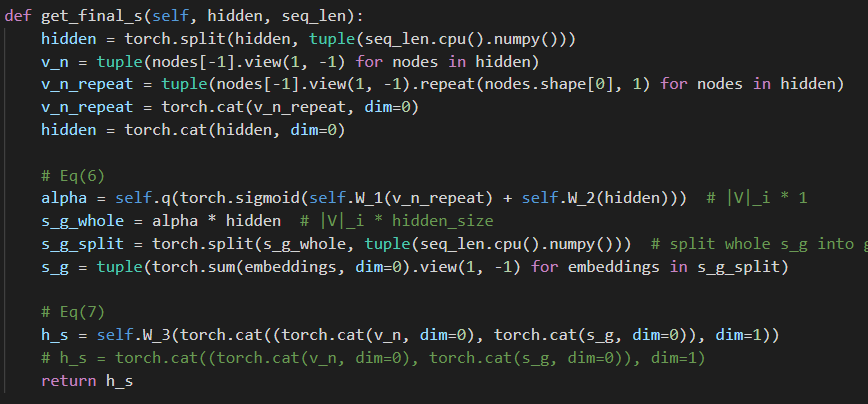 def get_final_s(self, hidden, seq_len):
    hidden = torch.split(hidden, tuple(seq_len.cpu().numpy()))
    v_n = tuple(nodes[-1].view(1, -1) for nodes in hidden)
    v_n_repeat = tuple(nodes[-1].view(1, -1).repeat(nodes.shape[0], 1) for nodes in hidden)
    v_n_repeat = torch.cat(v_n_repeat, dim=0)
    hidden = torch.cat(hidden, dim=0)

    # Eq(6)
    alpha = self.q(torch.sigmoid(self.W_1(v_n_repeat) + self.W_2(hidden)))  # |V|_i * 1
    s_g_whole = alpha * hidden  # |V|_i * hidden_size
    s_g_split = torch.split(s_g_whole, tuple(seq_len.cpu().numpy()))  # split whole s_g into
    s_g = tuple(torch.sum(embeddings, dim=0).view(1, -1) for embeddings in s_g_split)

    # Eq(7)
    h_s = self.W_3(torch.cat((torch.cat(v_n, dim=0), torch.cat(s_g, dim=0)), dim=1))
    # h_s = torch.cat((torch.cat(v_n, dim=0), torch.cat(s_g, dim=0)), dim=1)
    return h_s